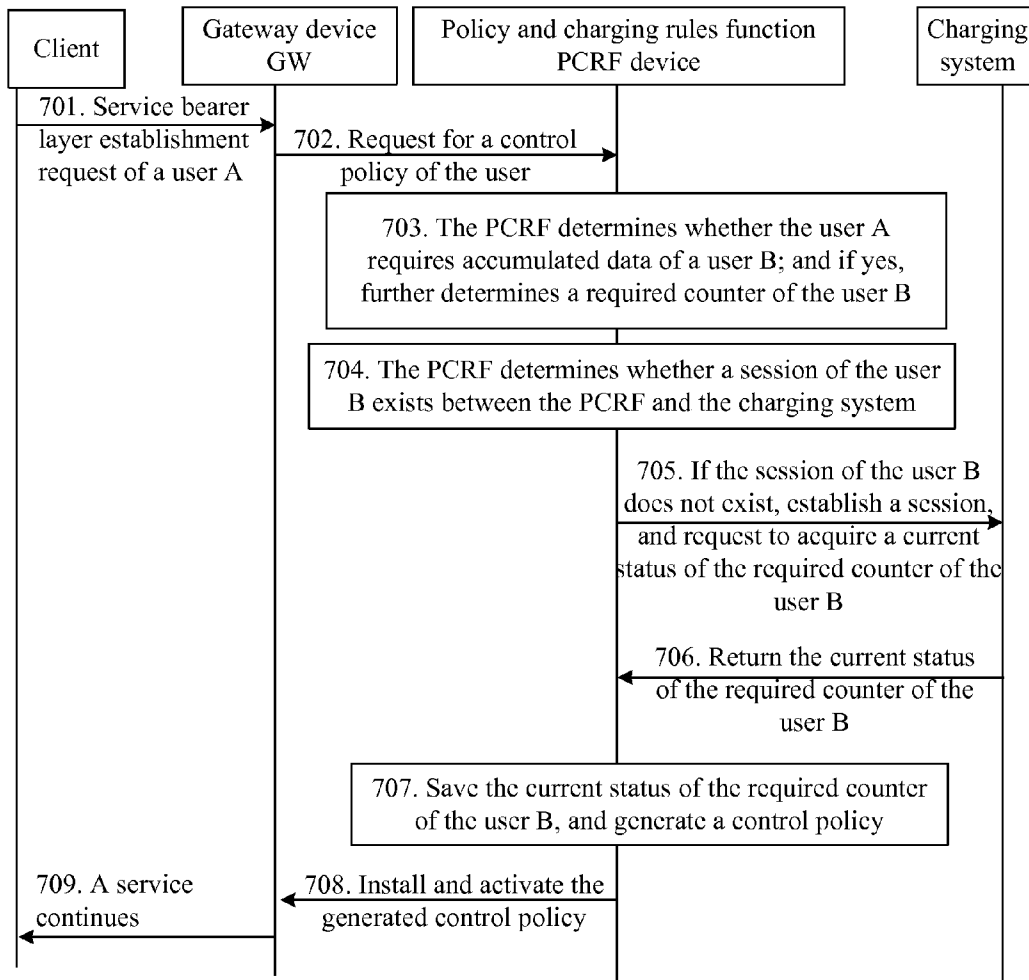 Client
Gateway device
GW
Policy and charging rules function
PCRF device
Charging
system
701. Service bearer
layer establishment
request of a user A
702. Request for a control
policy of the user
703. The PCRF determines whether the user A
requires accumulated data of a user B; and if yes,
further determines a required counter of the user B
704. The PCRF determines whether a session of the user
B exists between the PCRF and the charging system
705. If the session of the user B
does not exist, establish a session,
and request to acquire a current
status of the required counter of the
user B
706. Return the current status
of the required counter of the
user B
707. Save the current status of the required counter
of the user B, and generate a control policy
708. Install and activate the
generated control policy
709. A service
continues